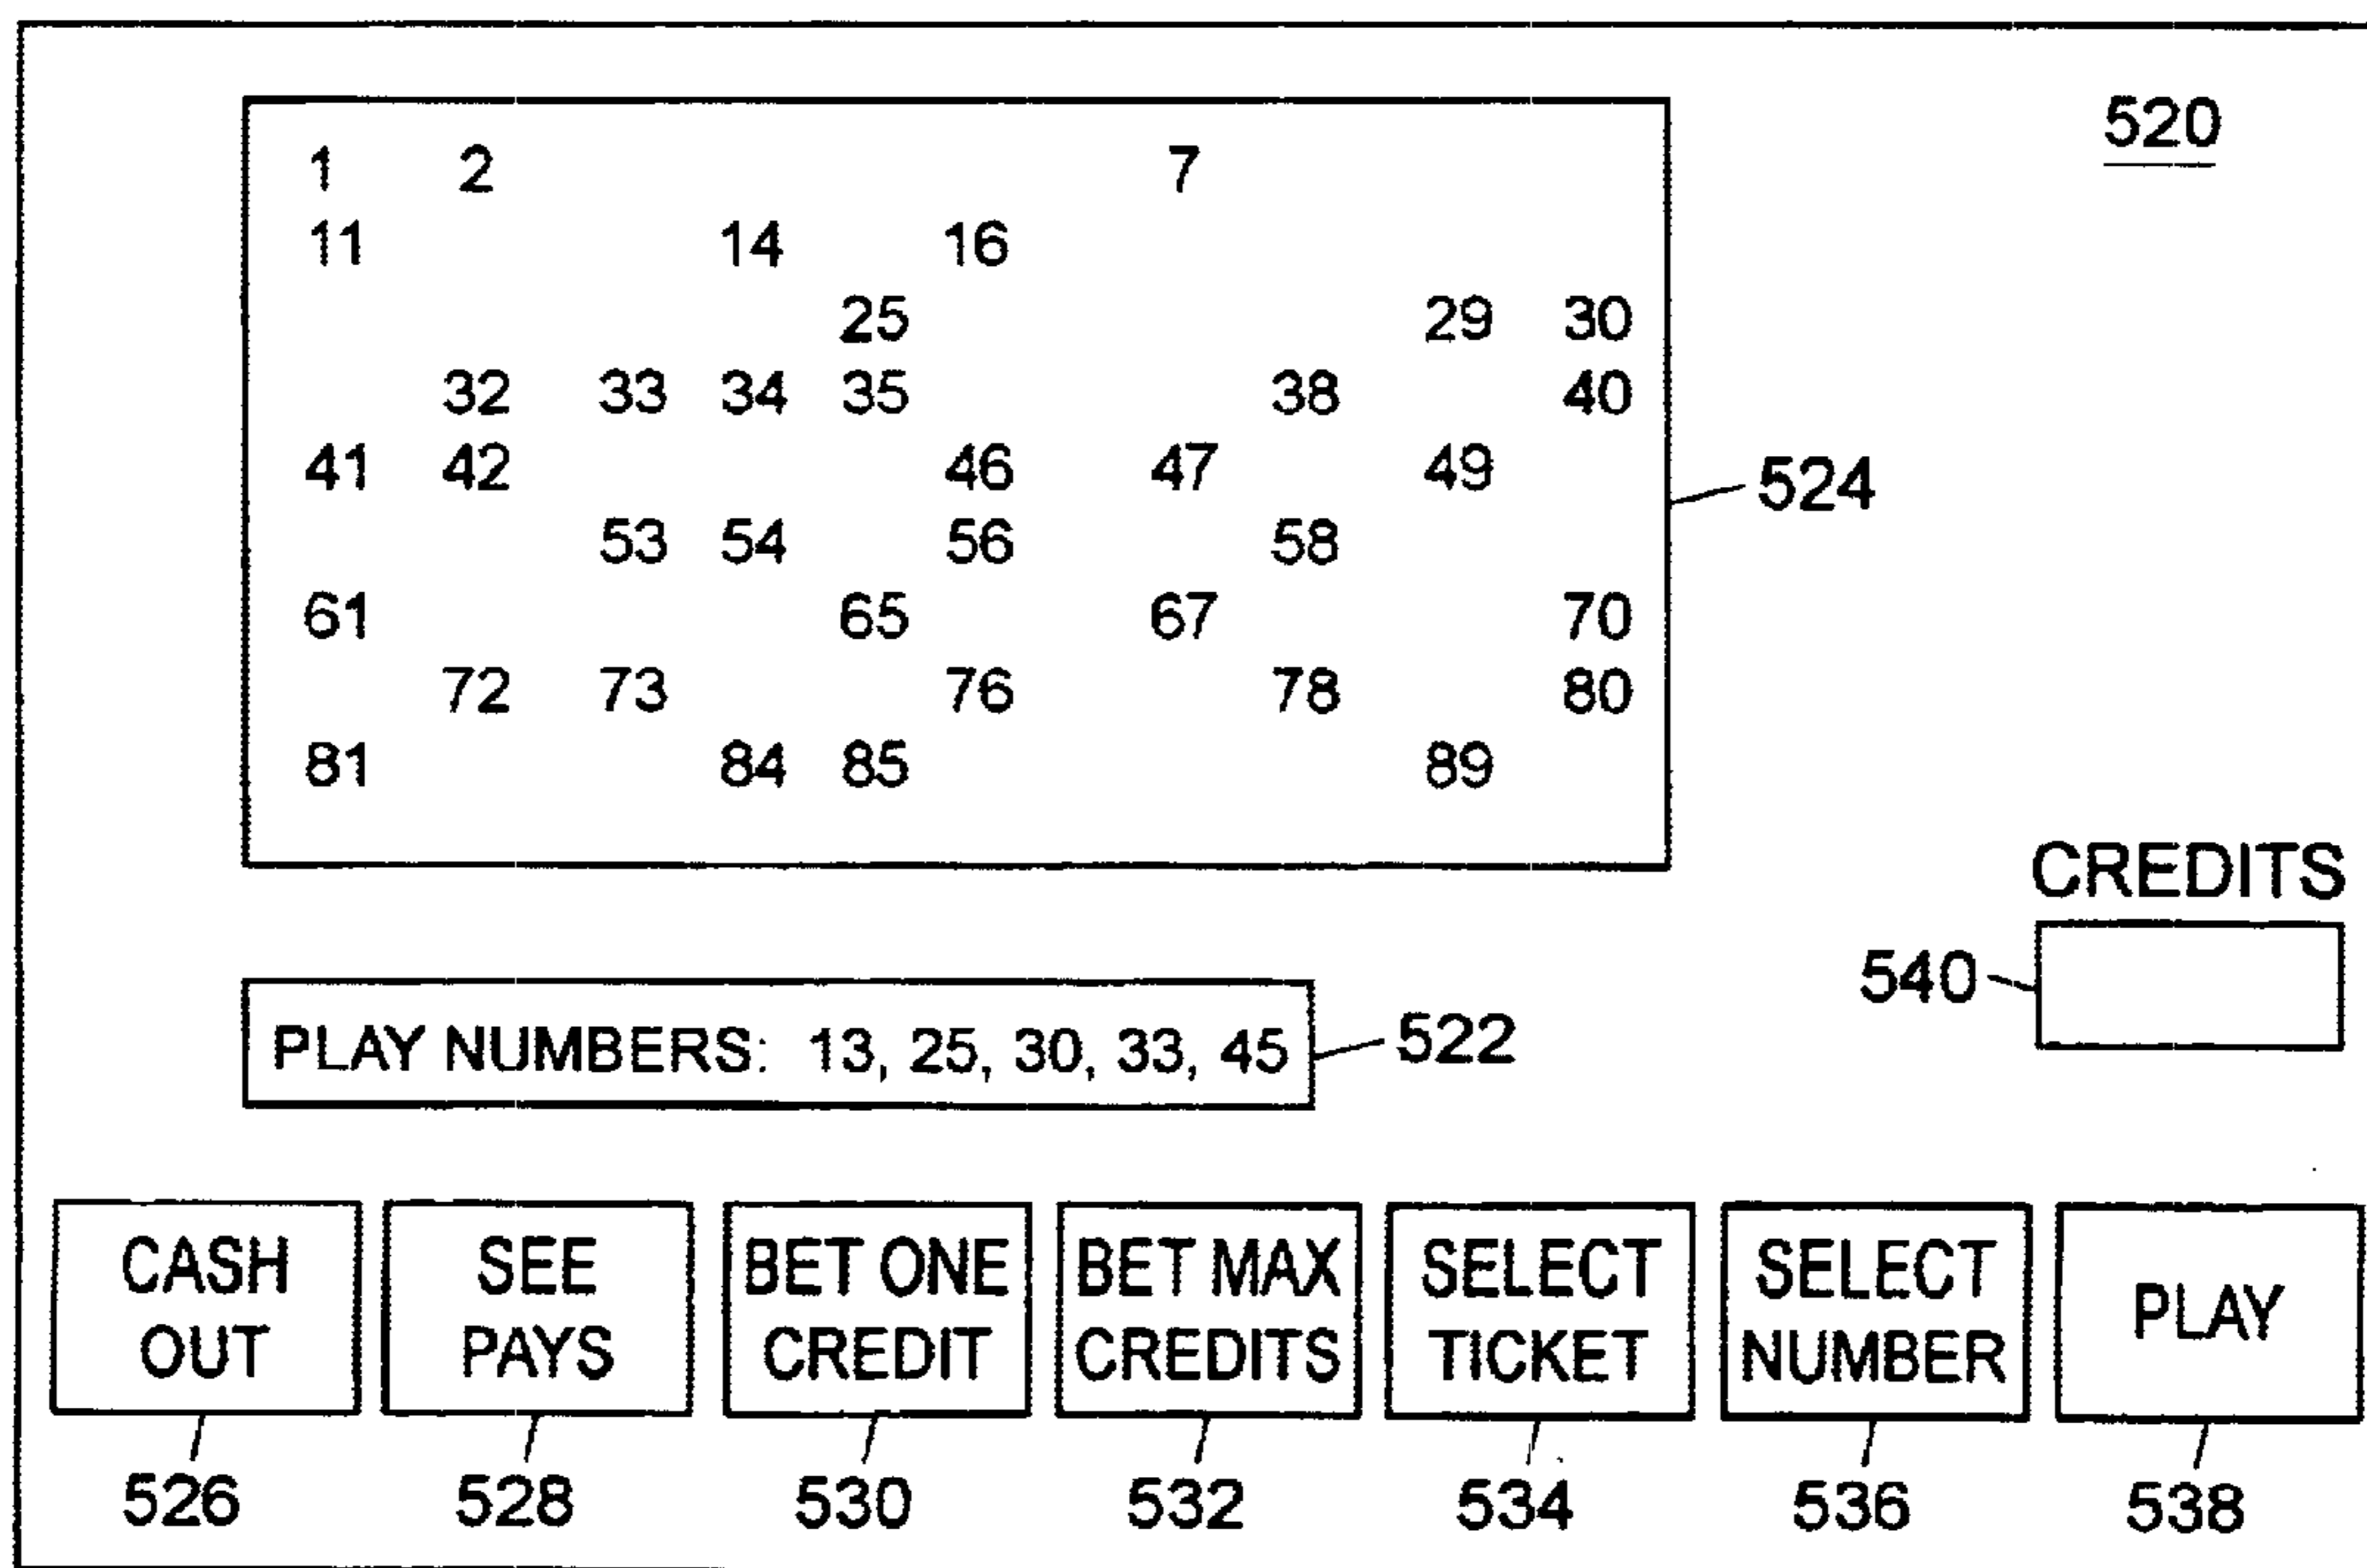 520
1 2 7
11 14 16
25 29 30
32 33 34 35 38 40
41 42 46 47 49
524
53 54 56 58
61 65 67 70
72 73 76 78 80
81 84 85 89
CREDITS
540
PLAY NUMBERS: 13, 25, 30, 33, 45
522
CASH OUT
SEE PAYS
BET ONE CREDIT
BET MAX CREDITS
SELECT TICKET
SELECT NUMBER
PLAY
526 528 530 532 534 536 538